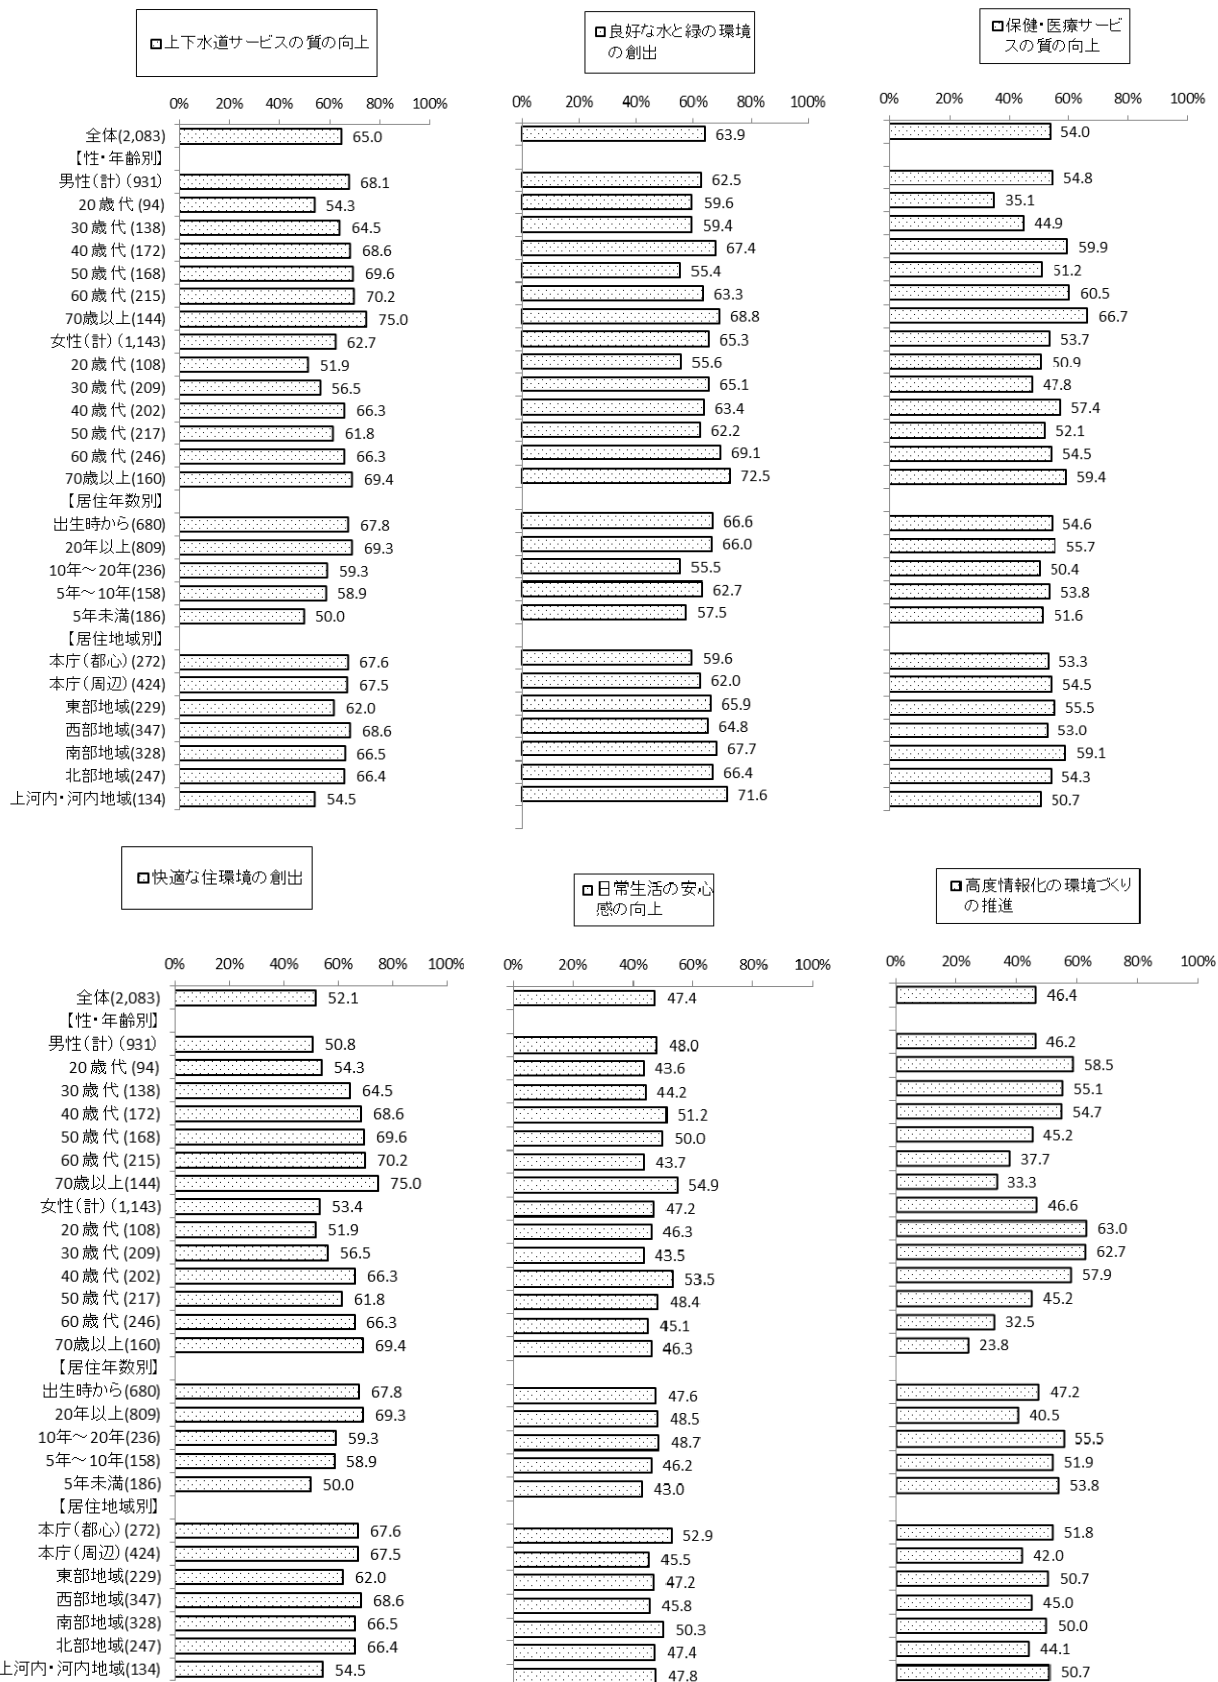 上下水道サービスの質の向上
0% 20% 40% 60% 80% 100%
全体(2,083) 65.0
【性・年齢別】
男性(計) (931) 68.1
20歳代(94) 54.3
30歳代(138) 64.5
40歳代(172) 68.6
50歳代(168) 69.6
60歳代(215) 70.2
70歳以上(144) 75.0
女性(計) (1,143) 62.7
20歳代(108) 51.9
30歳代(209) 56.5
40歳代(202) 66.3
50歳代(217) 61.8
60歳代(246) 66.3
70歳以上(160) 69.4
【居住年数別】
出生時から(680) 67.8
20年以上(809) 69.3
10年～20年(236) 59.3
5年～10年(158) 58.9
5年未満(186) 50.0
【居住地域別】
本庁(都心) (272) 67.6
本庁(周辺) (424) 67.5
東部地域(229) 62.0
西部地域(347) 68.6
南部地域(328) 66.5
北部地域(247) 66.4
上河内・河内地域(134) 54.5
良好な水と緑の環境
の創出
0% 20% 40% 60% 80% 100%
63.9
62.5
59.6
59.4
67.4
55.4
63.3
68.8
65.3
55.6
65.1
63.4
62.2
69.1
72.5
66.6
66.0
55.5
62.7
57.5
59.6
62.0
65.9
64.8
67.7
66.4
71.6
保健・医療サービ
スの質の向上
0% 20% 40% 60% 80% 100%
54.0
54.8
35.1
44.9
59.9
51.2
60.5
66.7
53.7
50.9
47.8
57.4
52.1
54.5
59.4
54.6
55.7
50.4
53.8
51.6
53.3
54.5
55.5
53.0
59.1
54.3
50.7
快適な住環境の創出
0% 20% 40% 60% 80% 100%
全体(2,083) 52.1
【性・年齢別】
男性(計) (931) 50.8
20歳代(94) 54.3
30歳代(138) 64.5
40歳代(172) 68.6
50歳代(168) 69.6
60歳代(215) 70.2
70歳以上(144) 75.0
女性(計) (1,143) 53.4
20歳代(108) 51.9
30歳代(209) 56.5
40歳代(202) 66.3
50歳代(217) 61.8
60歳代(246) 66.3
70歳以上(160) 69.4
【居住年数別】
出生時から(680) 67.8
20年以上(809) 69.3
10年～20年(236) 59.3
5年～10年(158) 58.9
5年未満(186) 50.0
【居住地域別】
本庁(都心) (272) 67.6
本庁(周辺) (424) 67.5
東部地域(229) 62.0
西部地域(347) 68.6
南部地域(328) 66.5
北部地域(247) 66.4
上河内・河内地域(134) 54.5
日常生活の安心
感の向上
0% 20% 40% 60% 80% 100%
47.4
48.0
43.6
44.2
51.2
50.0
43.7
54.9
47.2
46.3
43.5
53.5
48.4
45.1
46.3
47.6
48.5
48.7
46.2
43.0
52.9
45.5
47.2
45.8
50.3
47.4
47.8
高度情報化の環境づくり
の推進
0% 20% 40% 60% 80% 100%
46.4
46.2
58.5
55.1
54.7
45.2
37.7
33.3
46.6
63.0
62.7
57.9
45.2
32.5
23.8
47.2
40.5
55.5
51.9
53.8
51.8
42.0
50.7
45.0
50.0
44.1
50.7